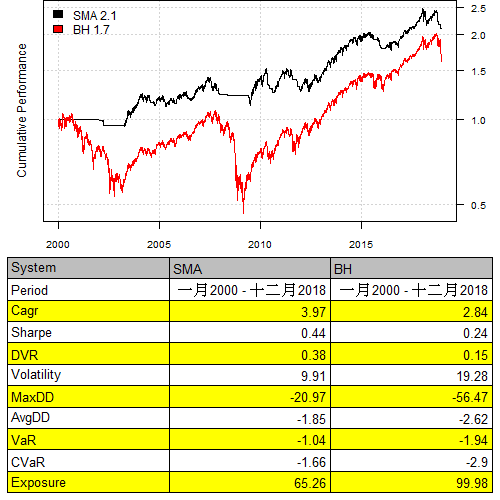 SMA 2.1
BH 1.7
Cumulative Performance
2.5
2.0
1.5
1.0
0.5
2000 2005 2010 2015
System SMA BH
Period 一月2000 - 十二月2018 一月2000 - 十二月2018
Cagr 3.97 2.84
Sharpe 0.44 0.24
DVR 0.38 0.15
Volatility 9.91 19.28
MaxDD -20.97 -56.47
AvgDD -1.85 -2.62
VaR -1.04 -1.94
CVaR -1.66 -2.9
Exposure 65.26 99.98